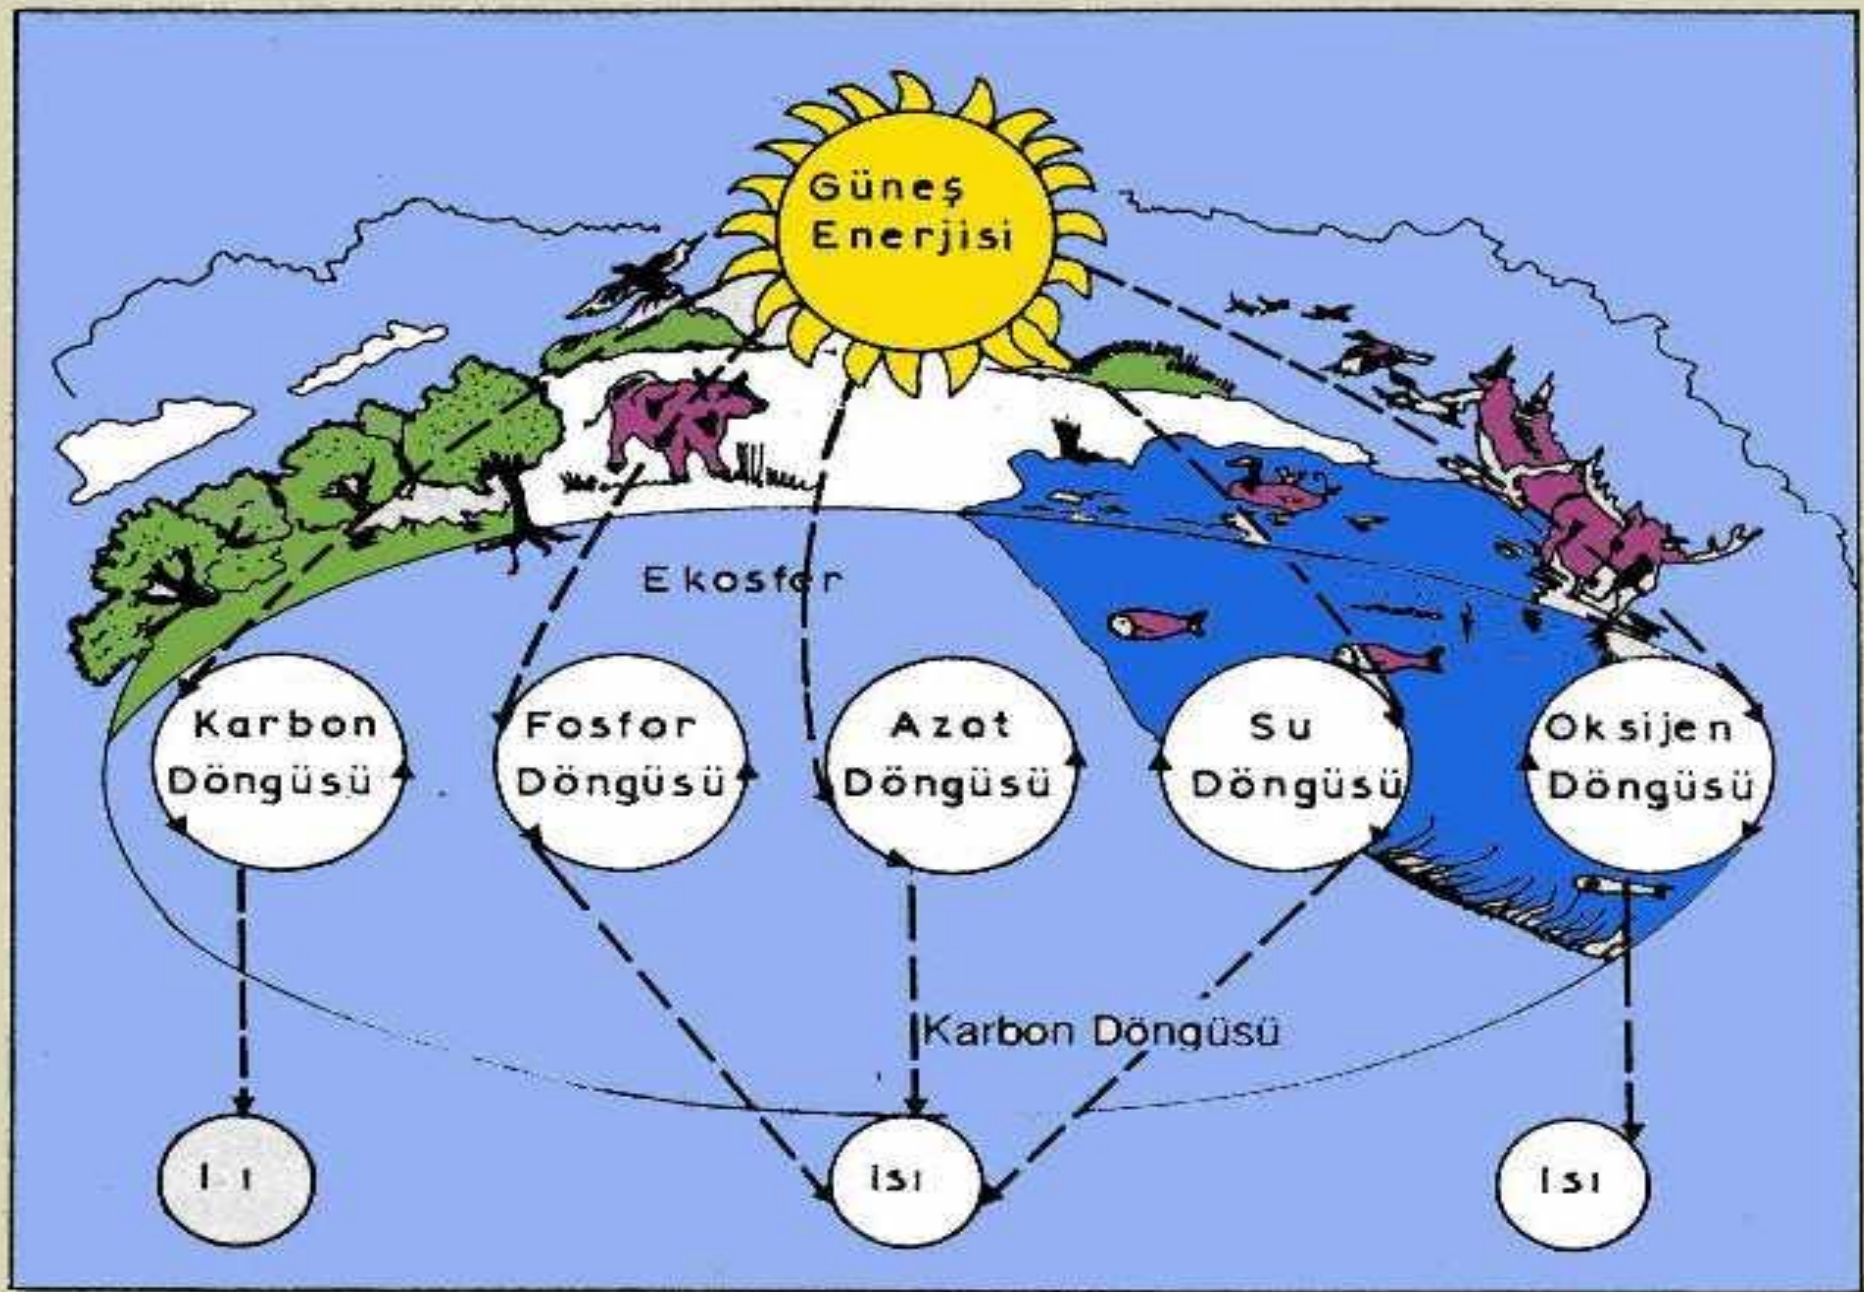 Güneş
Enerjisi
Ekosfer
Karbon
Döngüsü
Fosfor
Döngüsü
Azot
Döngüsü
Su
Döngüsü
Oksijen
Döngüsü
Karbon Döngüsü
Isı
Isı